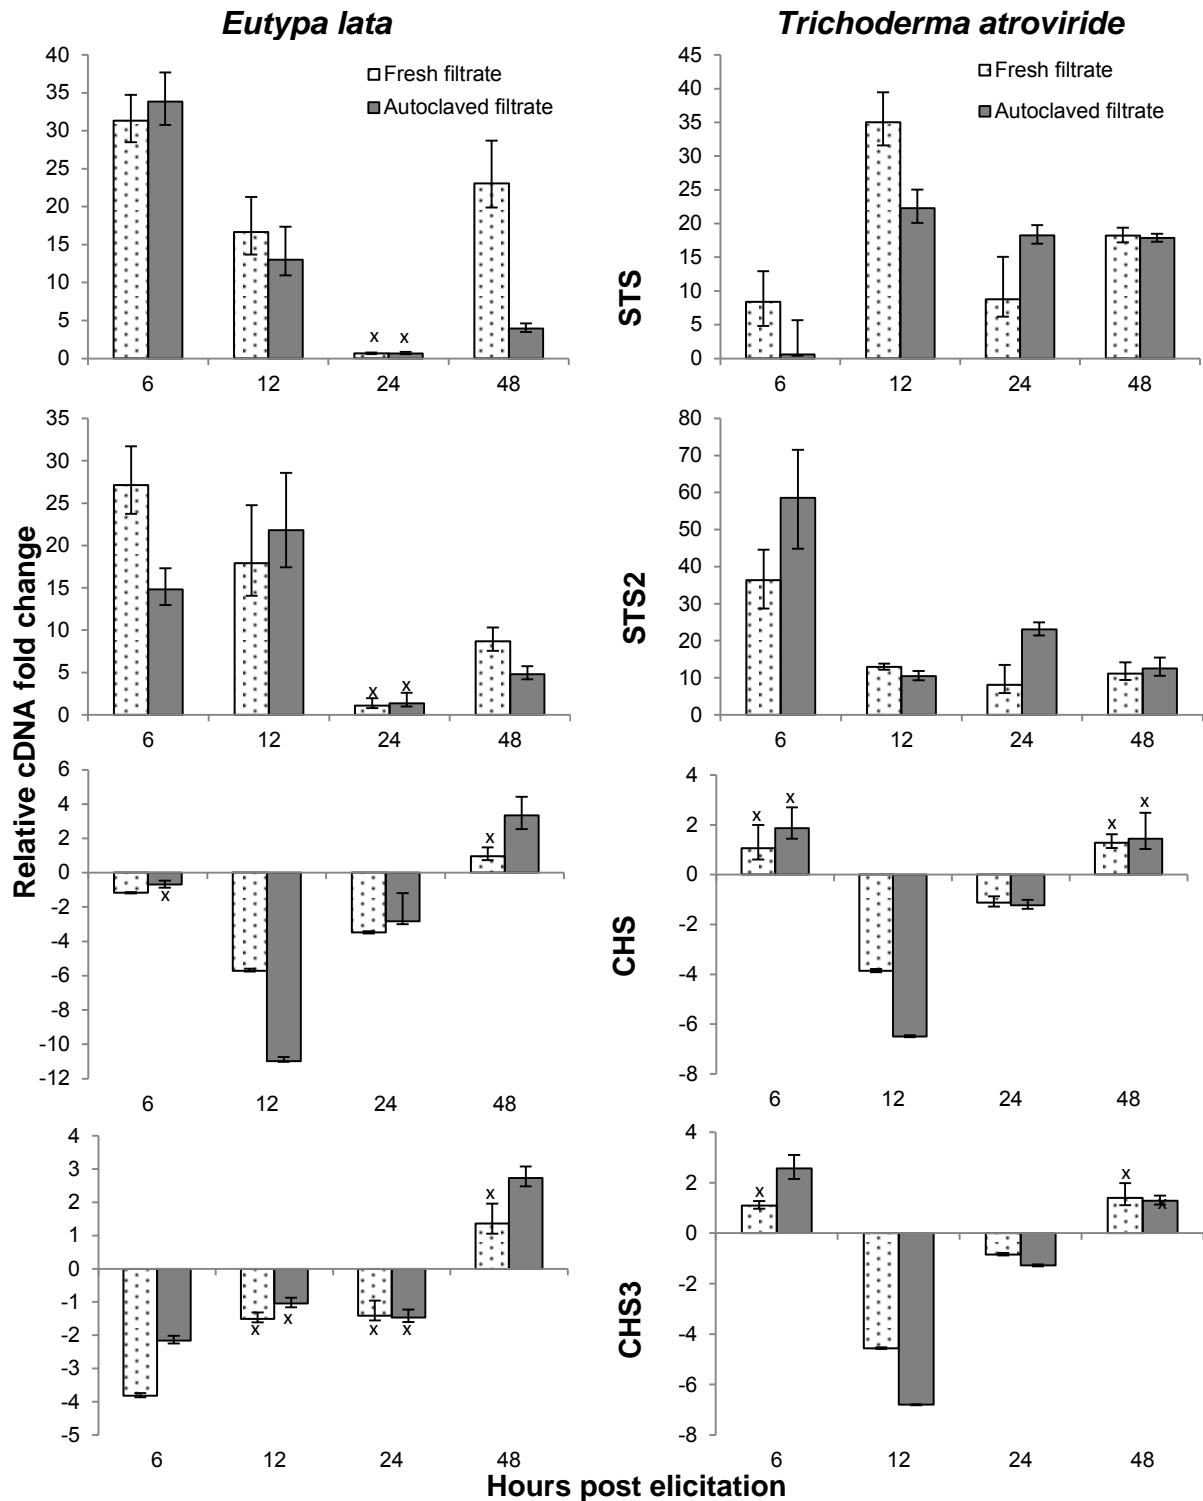 Eutypa lata
Trichoderma atroviride
40
35
30
25
20
15
10
5
0
Fresh filtrate
Autoclaved filtrate
x x
6 12 24 48
STS
45
40
35
30
25
20
15
10
5
0
Fresh filtrate
Autoclaved filtrate
6 12 24 48
Relative cDNA fold change
35
30
25
20
15
10
5
0
x x
6 12 24 48
STS2
80
70
60
50
40
30
20
10
0
6 12 24 48
6
4
2
0
-2
-4
-6
-8
-10
-12
x
x
6 12 24 48
CHS
4
2
0
-2
-4
-6
-8
x x x x
6 12 24 48
4
3
2
1
0
-1
-2
-3
-4
-5
x
x x x x
6 12 24 48
CHS3
4
2
0
-2
-4
-6
-8
x x x
6 12 24 48
Hours post elicitation